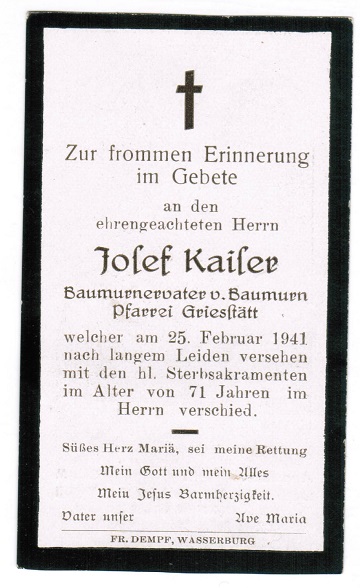 Zur frommen Erinnerung
im Gebete
an den
ehrengeachteten Herrn
Joſef Kaiſer
Baumurnervater v. Baumurn
Pfarrei Griesſtätt
welcher am 25. Februar 1941
nach langem Leiden versehen
mit den hl. Sterbsakramenten
im Alter von 71 Jahren im
Herrn verschied.
Süßes Herz Mariä, sei meine Rettung
Mein Gott und mein Alles
Mein Jeſus Barmherzigkeit.
Vater unſer Ave Maria
FR. DEMPF, WASSERBURG